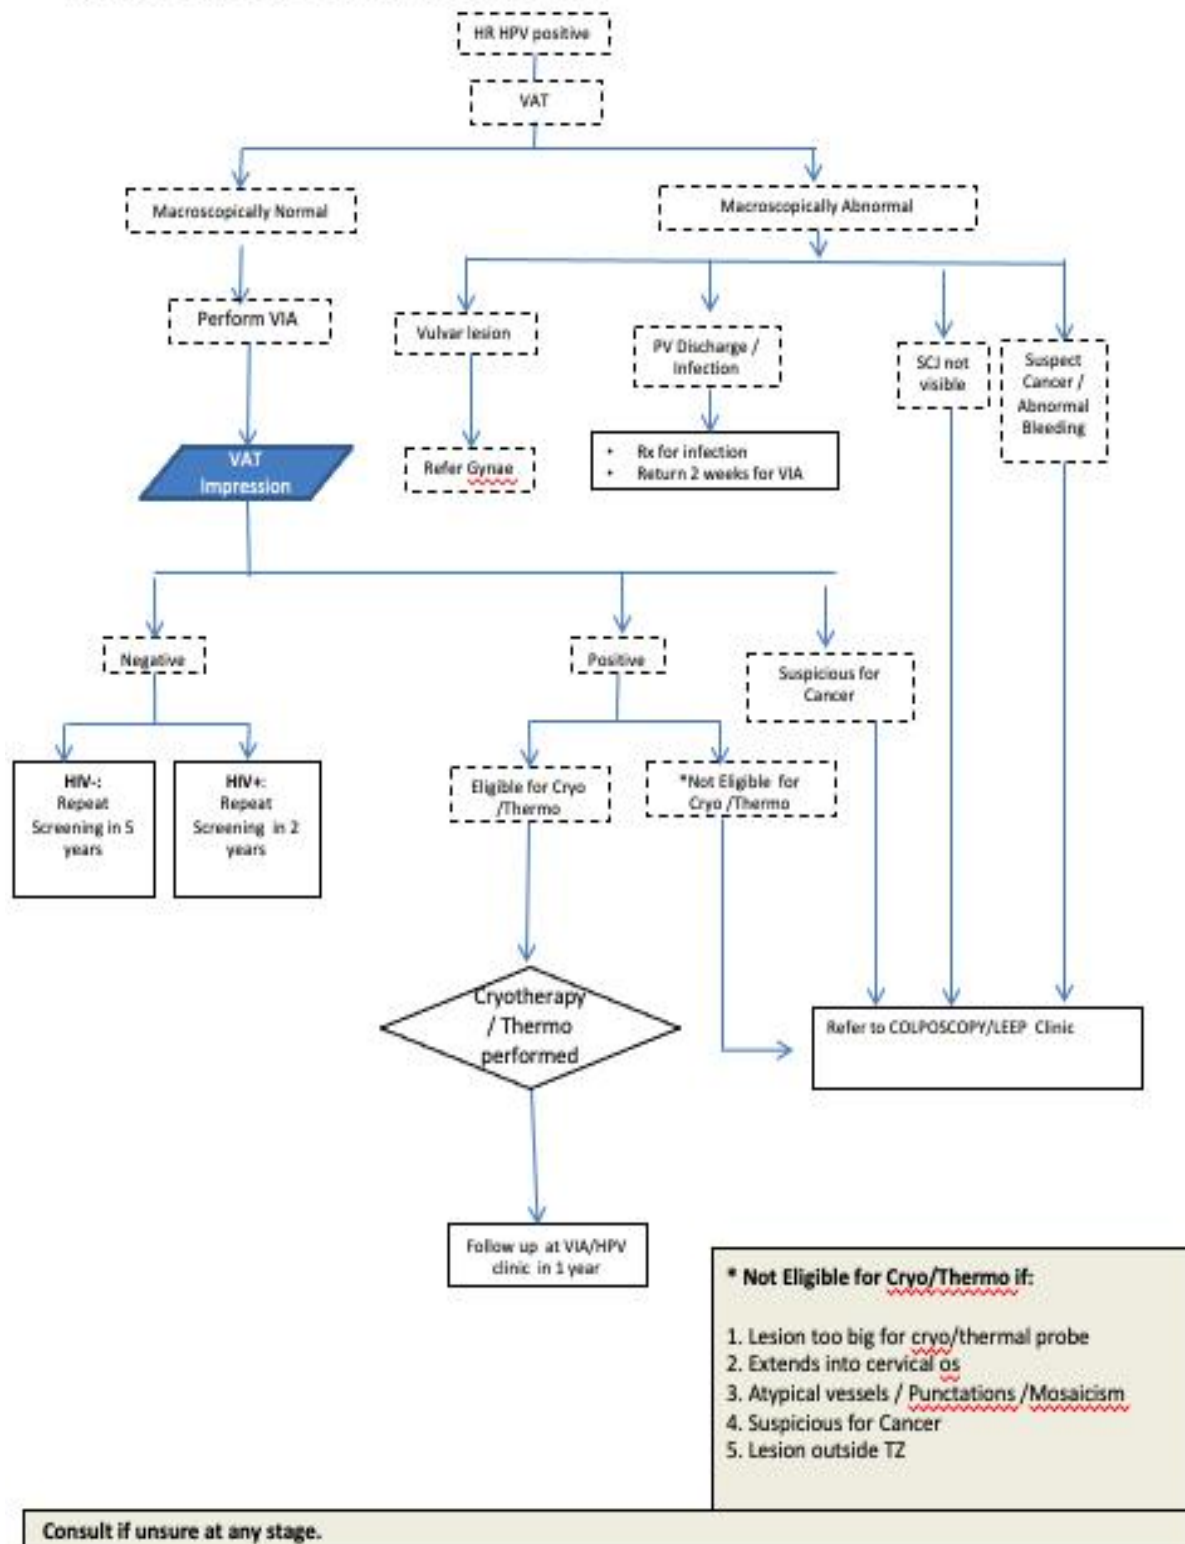 HR HPV positive
VAT
Macroscopically Normal
Macroscopically Abnormal
Perform VIA
Vulvar lesion
PV Discharge /
Infection
SCJ not
visible
Suspect
Cancer /
Abnormal
Bleeding
VAT
Impression
Refer Gynae
• Rx for infection
• Return 2 weeks for VIA
Negative
Positive
Suspicious for
Cancer
HIV-:
Repeat
Screening in 5
years
HIV+:
Repeat
Screening in 2
years
Eligible for Cryo
/Thermo
*Not Eligible for
Cryo /Thermo
Cryotherapy
/ Thermo
performed
Refer to COLPOSCOPY/LEEP Clinic
Follow up at VIA/HPV
clinic in 1 year
* Not Eligible for Cryo/Thermo if:
1. Lesion too big for cryo/thermal probe
2. Extends into cervical os
3. Atypical vessels / Punctations /Mosaicism
4. Suspicious for Cancer
5. Lesion outside TZ
Consult if unsure at any stage.